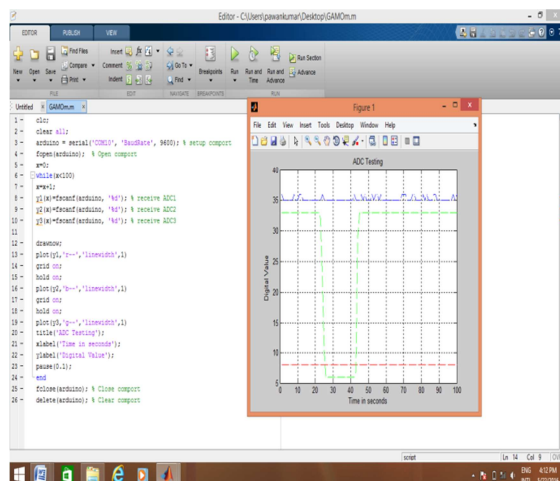 Editor - C:\Users\pawankumar\Desktop\GAMOm.m
EDITOR PUBLISH VIEW
New Open Save
Find Files
Compare
Print
Insert
Comment
Indent
Go To
Find
Breakpoints
Run
Run and Time
Run and Advance
Run Section
Advance
FILE EDIT NAVIGATE BREAKPOINTS RUN
Untitled GAMOm.m
1 - clc;
2 - clear all;
3 - arduino = serial('COM10', 'BaudRate', 9600); % setup comport
4 - fopen(arduino); % Open comport
5 - x=0;
6 - while(x<100)
7 - x=x+1;
8 - y1(x)=fscanf(arduino, '%d'); % receive ADC1
9 - y2(x)=fscanf(arduino, '%d'); % receive ADC2
10 - y3(x)=fscanf(arduino, '%d'); % receive ADC3
11
12 - drawnow;
13 - plot(y1,'r--','linewidth',1)
14 - grid on;
15 - hold on;
16 - plot(y2,'b--','linewidth',1)
17 - grid on;
18 - hold on;
19 - plot(y3,'g--','linewidth',1)
20 - title('ADC Testing');
21 - xlabel('Time in seconds');
22 - ylabel('Digital Value');
23 - pause(0.1);
24 - end
25 - fclose(arduino); % Close comport
26 - delete(arduino); % Clear comport
Figure 1
File Edit View Insert Tools Desktop Window Help
ADC Testing
40
35
30
25
20
15
10
5
Digital Value
0 10 20 30 40 50 60 70 80 90 100
Time in seconds
script Ln 14 Col 9
ENG 4:12 PM